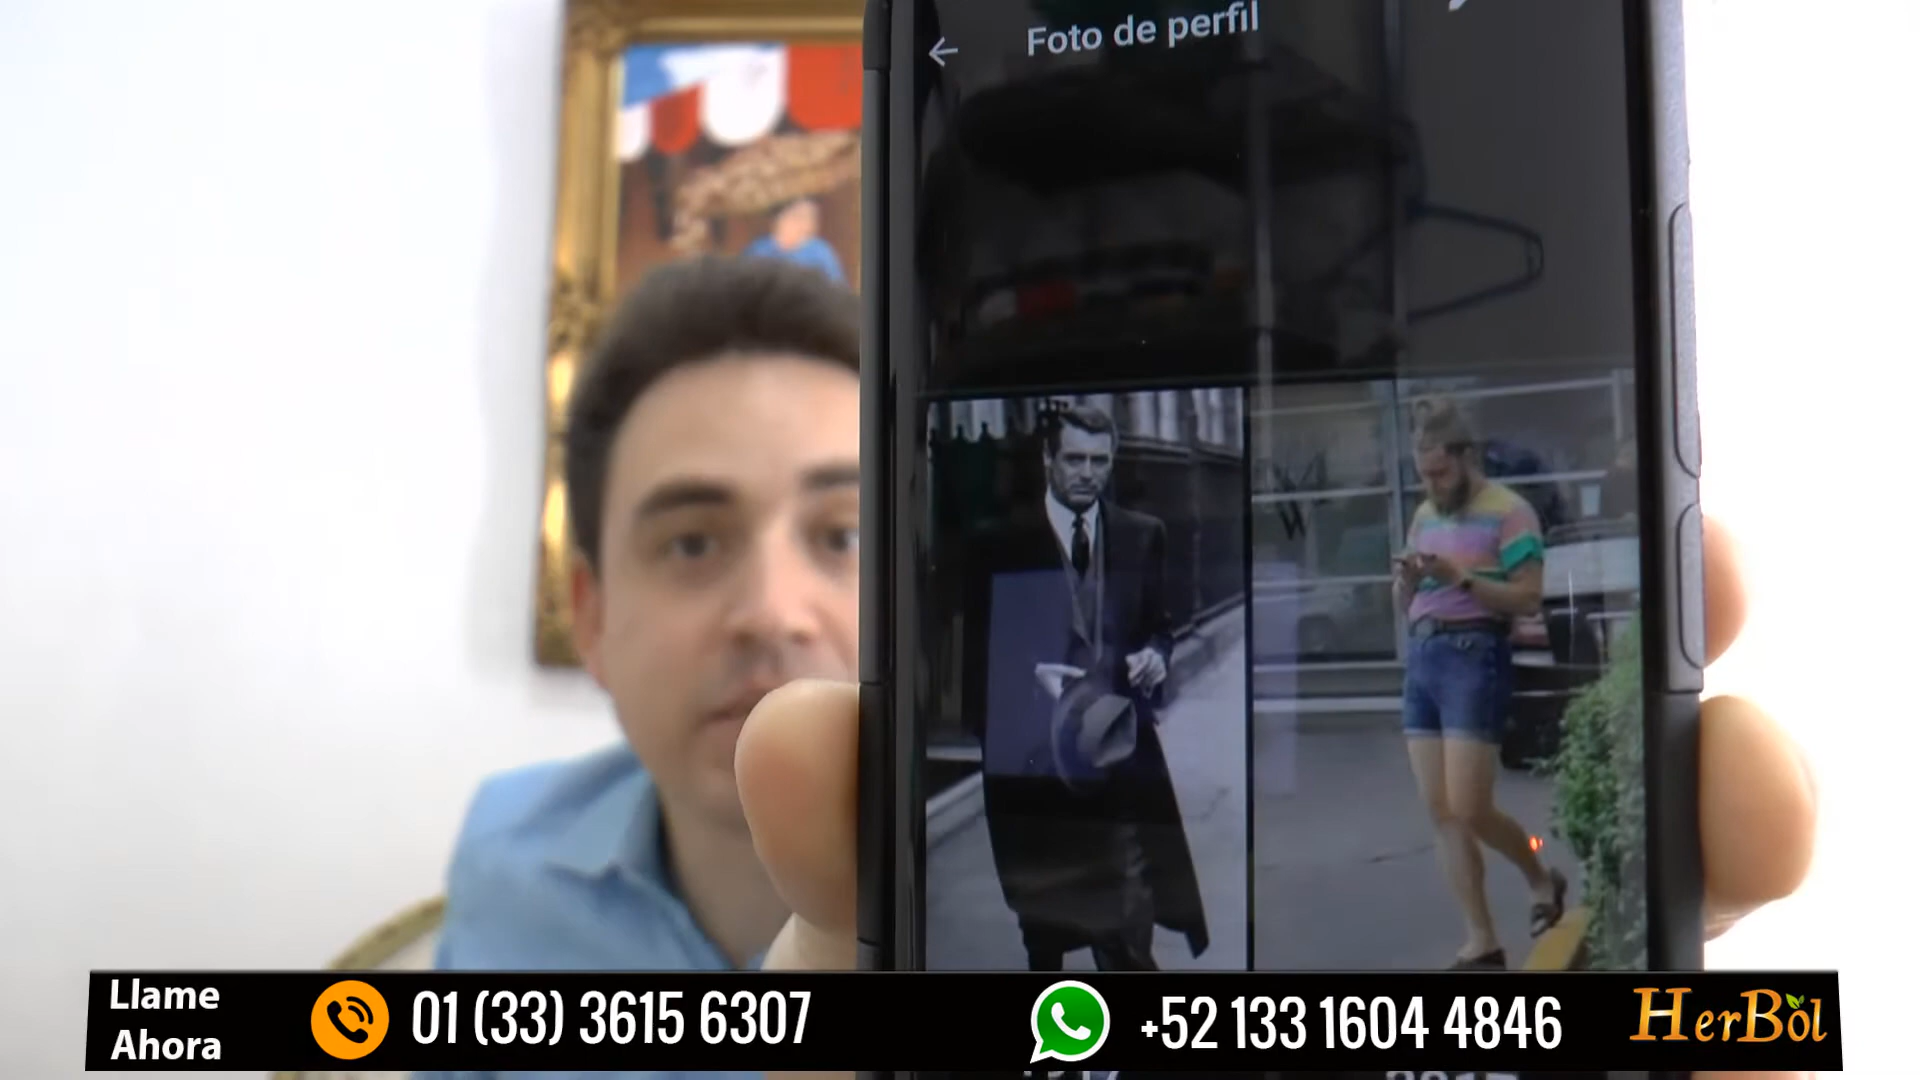 Foto de perfil
Llame
Ahora
01 (33) 3615 6307
+52 133 1604 4846
HerBol